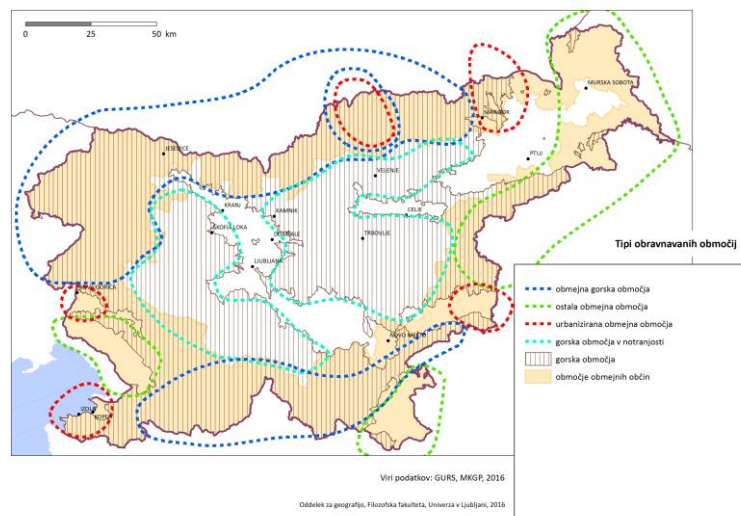 0 25 50 km
MURSKA SOBOTA
MARIBOR
JESENICE
PTUJ
VELENJE
KRANJ
KAMNIK
CELJE
ŠKOFJA LOKA
DOMŽALE
TRBOVLJE
LJUBLJANA
Tipi obravnavanih območij
GORICA
obmejna gorska območja
ostala obmejna območja
urbanizirana obmejna območja
NOVO MESTO
gorska območja v notranjosti
gorska območja
območje obmejnih občin
IZOLA
KOPER
Viri podatkov: GURS, MKGP, 2016
Oddelek za geografijo, Filozofska fakulteta, Univerza v Ljubljani, 2016